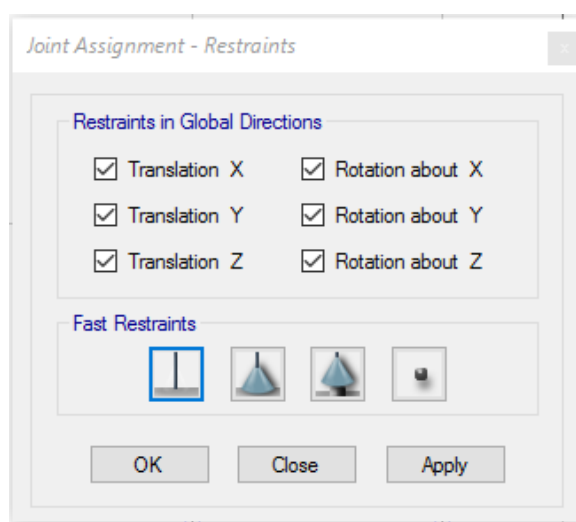 Joint Assignment - Restraints
x
Restraints in Global Directions
Translation X Rotation about X
Translation Y Rotation about Y
Translation Z Rotation about Z
Fast Restraints
OK Close Apply